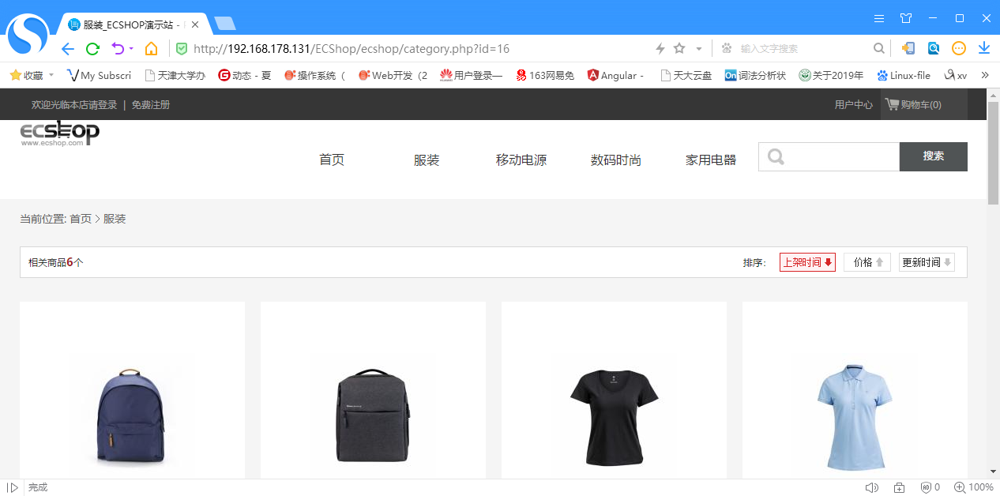 服装_ECSHOP演示站 -
http://192.168.178.131/ECShop/ecshop/category.php?id=16
输入文字搜索
收藏 My Subscri 天津大学办 动态 - 夏 操作系统（ Web开发（2 用户登录— 163网易免 Angular - 天大云盘 词法分析状 关于2019年 Linux-file xv
欢迎光临本店请登录 | 免费注册 用户中心 购物车(0)
ECSHOP
www.ecshop.com
首页 服装 移动电源 数码时尚 家用电器 搜索
当前位置: 首页 > 服装
相关商品6个 排序： 上架时间 价格 更新时间
完成 0 100%